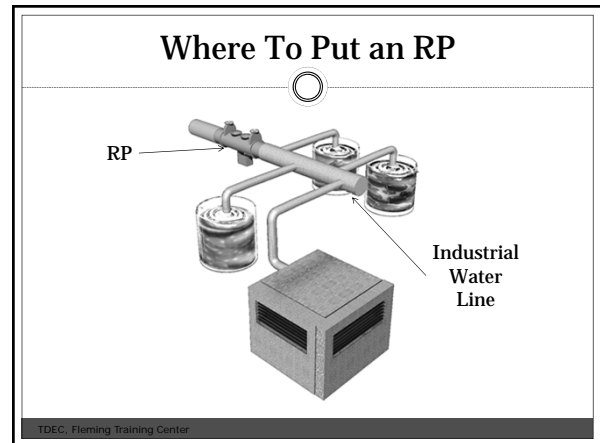 Where To Put an RP
RP
Industrial
Water
Line
TDEC, Fleming Training Center